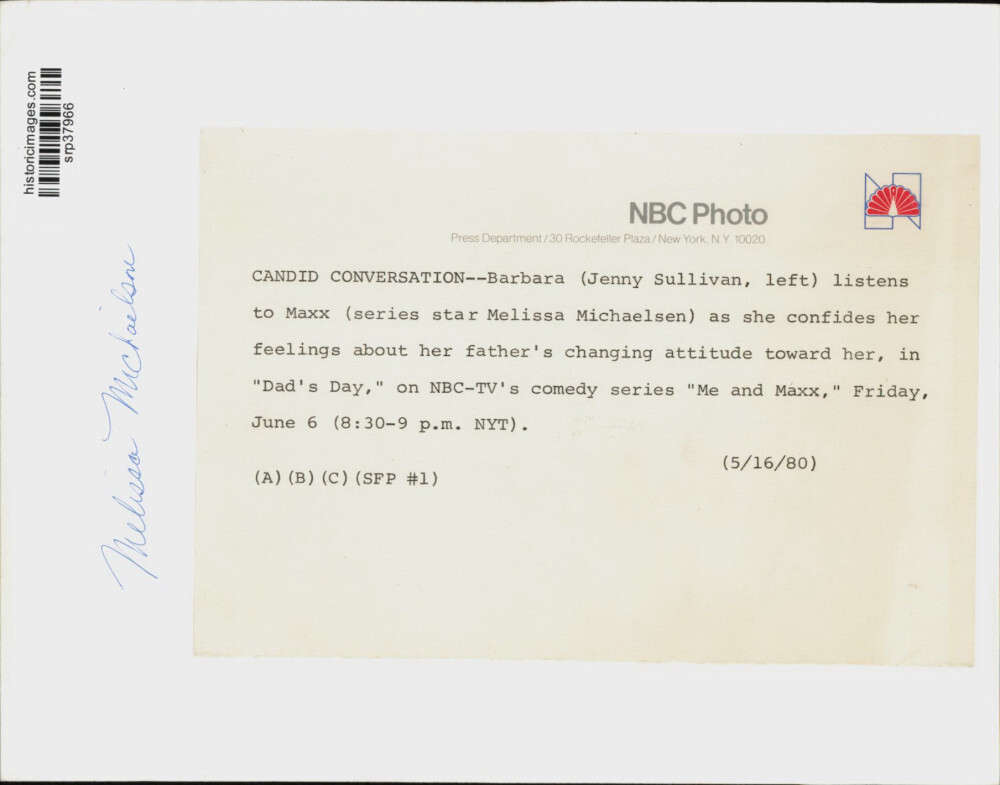 historicimages.com
srp37966
Melissa Michaelson
NBC Photo
Press Department/30 Rockefeller Plaza/New York, N.Y. 10020
CANDID CONVERSATION--Barbara (Jenny Sullivan, left) listens
to Maxx (series star Melissa Michaelsen) as she confides her
feelings about her father's changing attitude toward her, in
"Dad's Day," on NBC-TV's comedy series "Me and Maxx," Friday,
June 6 (8:30-9 p.m. NYT).
(5/16/80)
(A)(B)(C)(SFP #1)